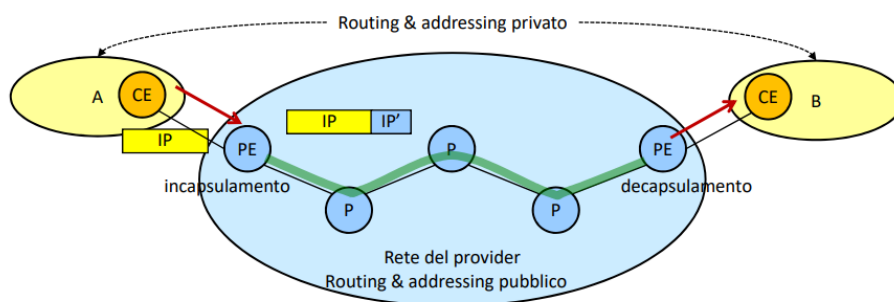 Routing & addressing privato
A
CE
CE
B
IP
IP
IP'
PE
P
PE
incapsulamento
decapsulamento
P
P
Rete del provider
Routing & addressing pubblico